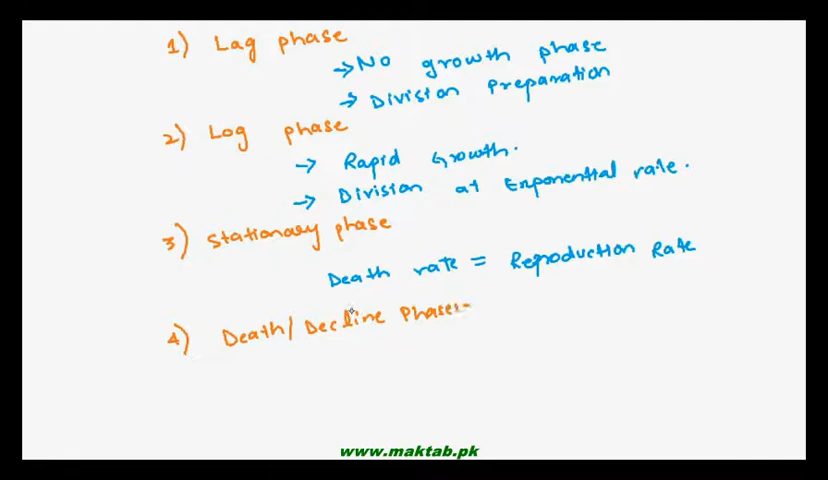 1) Lag phase
→ No growth phase
→ Division Preparation
2) Log phase
→ Rapid Growth.
→ Division at Exponential rate.
3) Stationary phase
Death rate = Reproduction Rate
4) Death/Decline Phase:-
www.maktab.pk